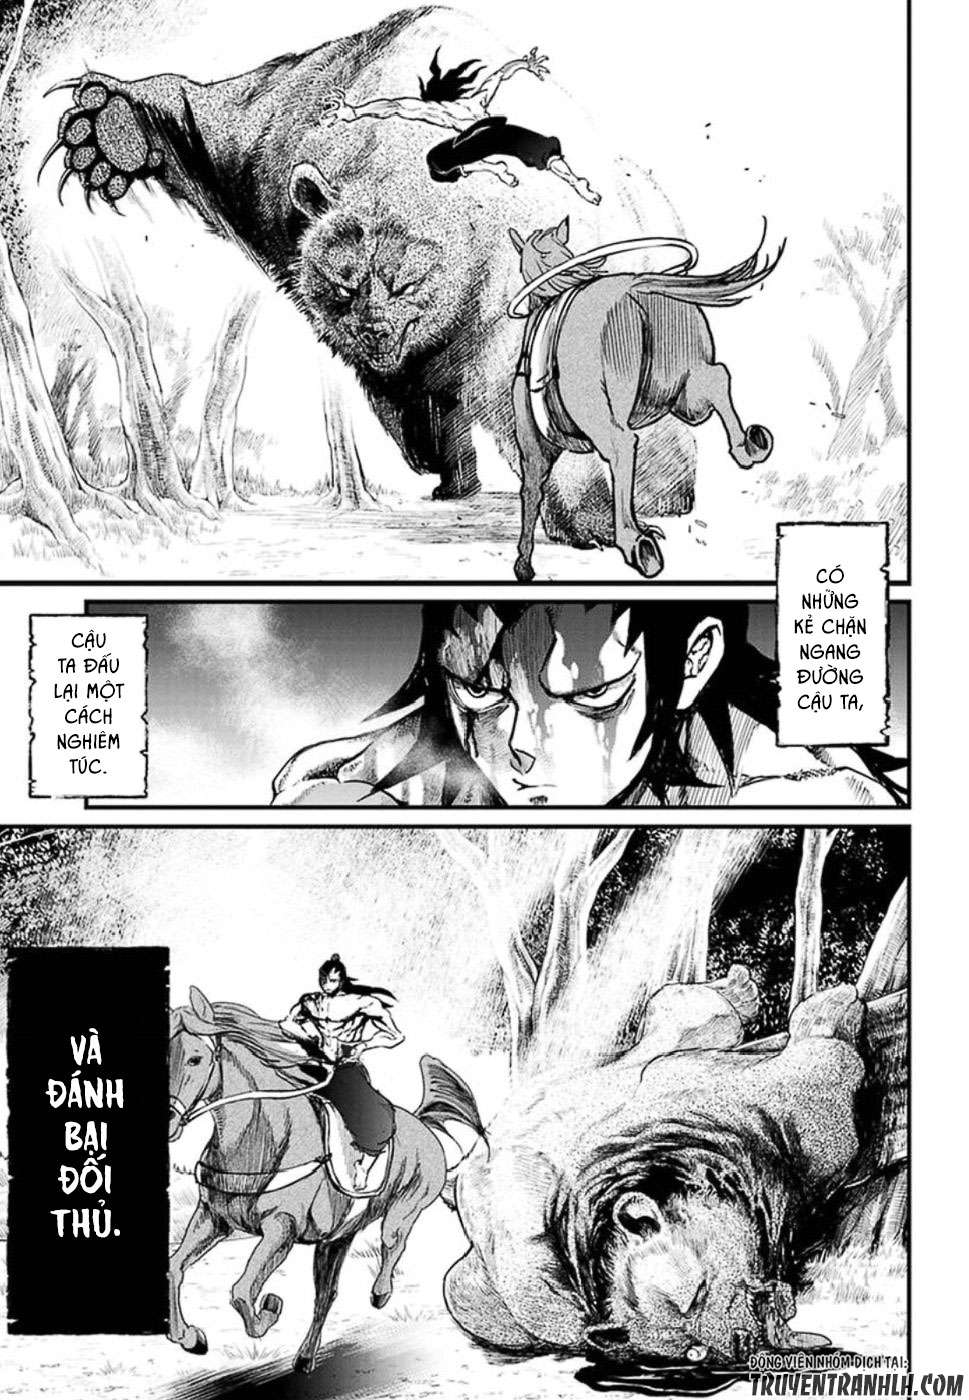 CÓ
NHỮNG
KẺ CHẶN
NGANG
ĐƯỜNG
CẬU TA,
CẬU
TA ĐẤU
LẠI MỘT
CÁCH
NGHIÊM
TÚC.
VÀ
ĐÁNH
BẠI
ĐỐI
THỦ.
ĐỘNG VIÊN NHÓM DỊCH TẠI:
TRUYENTRANHLH.COM